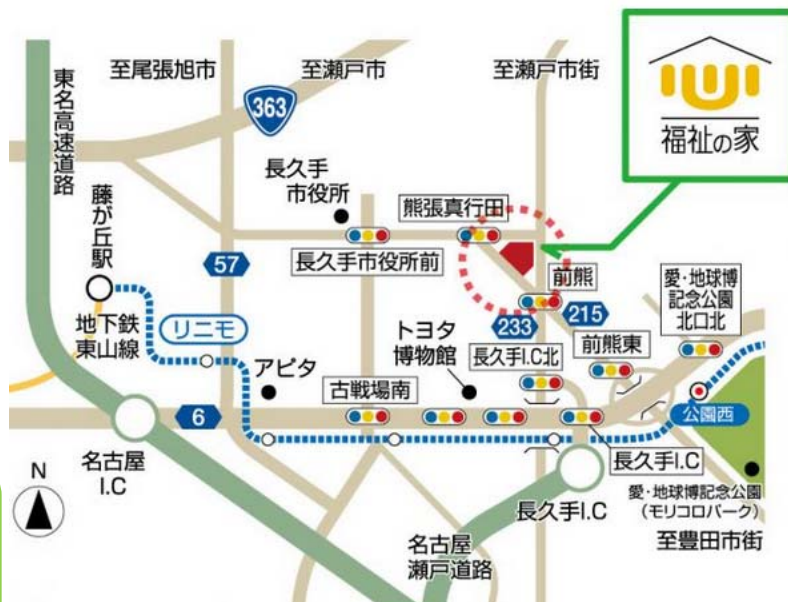 至尾張旭市
至瀬戸市
至瀬戸市街
福祉の家
東名高速道路
363
長久手
市役所
熊張真行田
藤が丘駅
57
長久手市役所前
前熊
愛・地球博
記念公園
北口北
地下鉄
東山線
リニモ
233
215
トヨタ
博物館
長久手I.C北
前熊東
アピタ
古戦場南
6
公園西
名古屋
I.C
長久手I.C
N
長久手I.C
愛・地球博記念公園
(モリコロパーク)
名古屋
瀬戸道路
至豊田市街